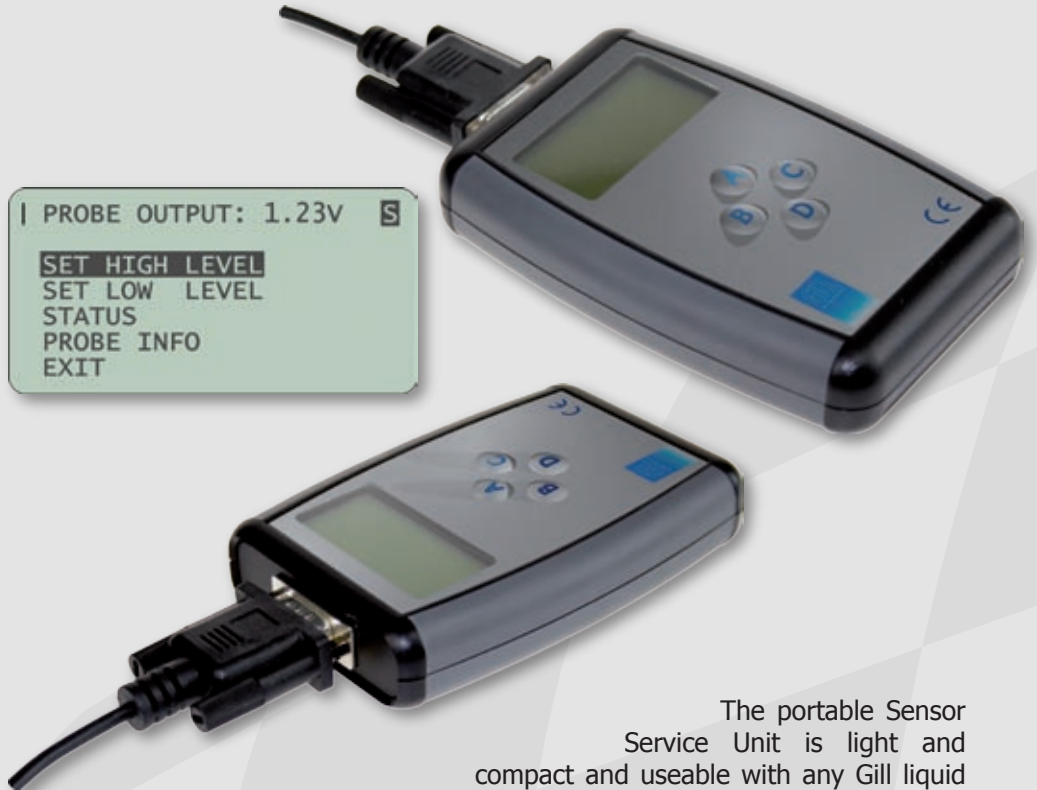 PROBE OUTPUT: 1.23v S
SET HIGH LEVEL
SET LOW LEVEL
STATUS
PROBE INFO
EXIT
A C
B D
CE
CE
C D
A B
The portable Sensor
Service Unit is light and
compact and useable with any Gill liquid